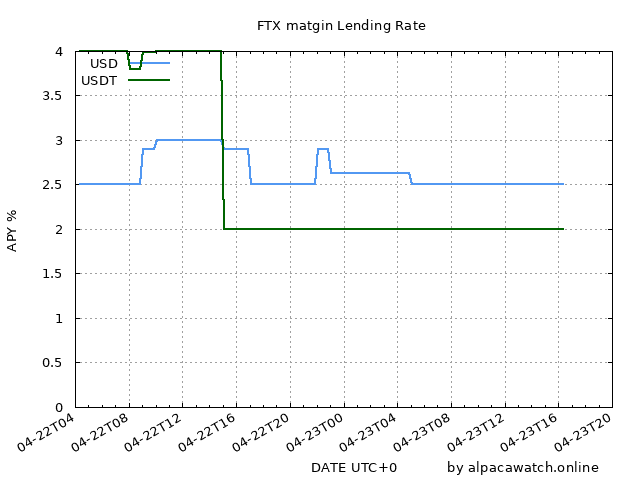 FTX matgin Lending Rate
USD
USDT
4
3.5
3
2.5
2
1.5
1
0.5
0
APY %
04-22T04
04-22T08
04-22T12
04-22T16
04-22T20
04-23T00
04-23T04
04-23T08
04-23T12
04-23T16
04-23T20
DATE UTC+0
by alpacawatch.online